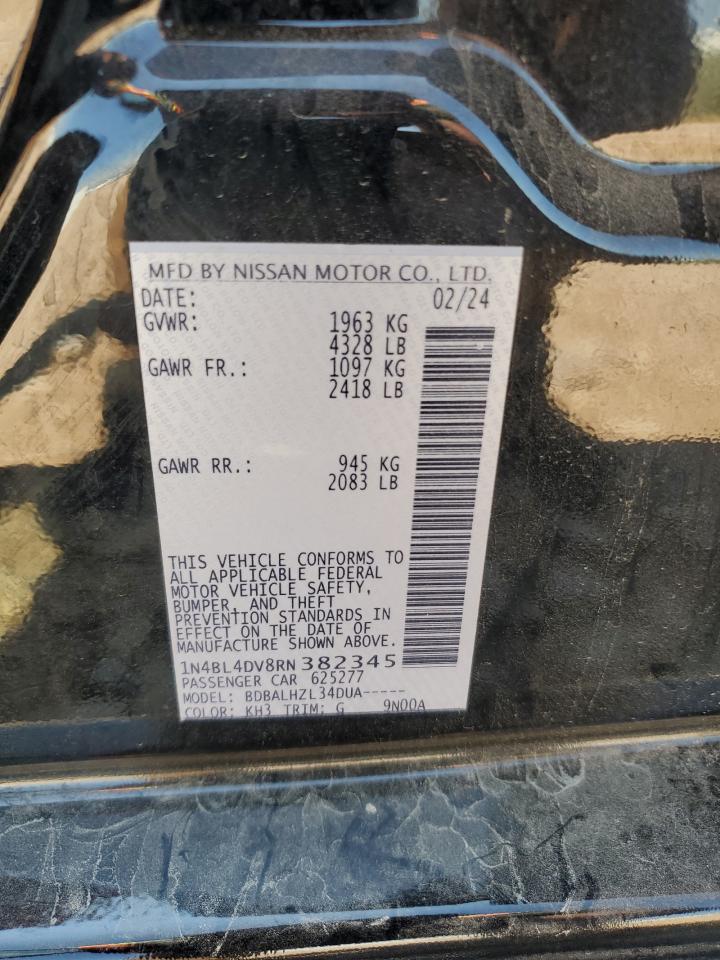 MFD BY NISSAN MOTOR CO., LTD.
DATE: 02/24
GVWR: 1963 KG
4328 LB
GAWR FR.: 1097 KG
2418 LB
GAWR RR.: 945 KG
2083 LB
THIS VEHICLE CONFORMS TO
ALL APPLICABLE FEDERAL
MOTOR VEHICLE SAFETY,
BUMPER, AND THEFT
PREVENTION STANDARDS IN
EFFECT ON THE DATE OF
MANUFACTURE SHOWN ABOVE.
1N4BL4DV8RN382345
PASSENGER CAR 625277
MODEL: BDBALHZL34DUA-----
COLOR: KH3 TRIM: G 9N00A